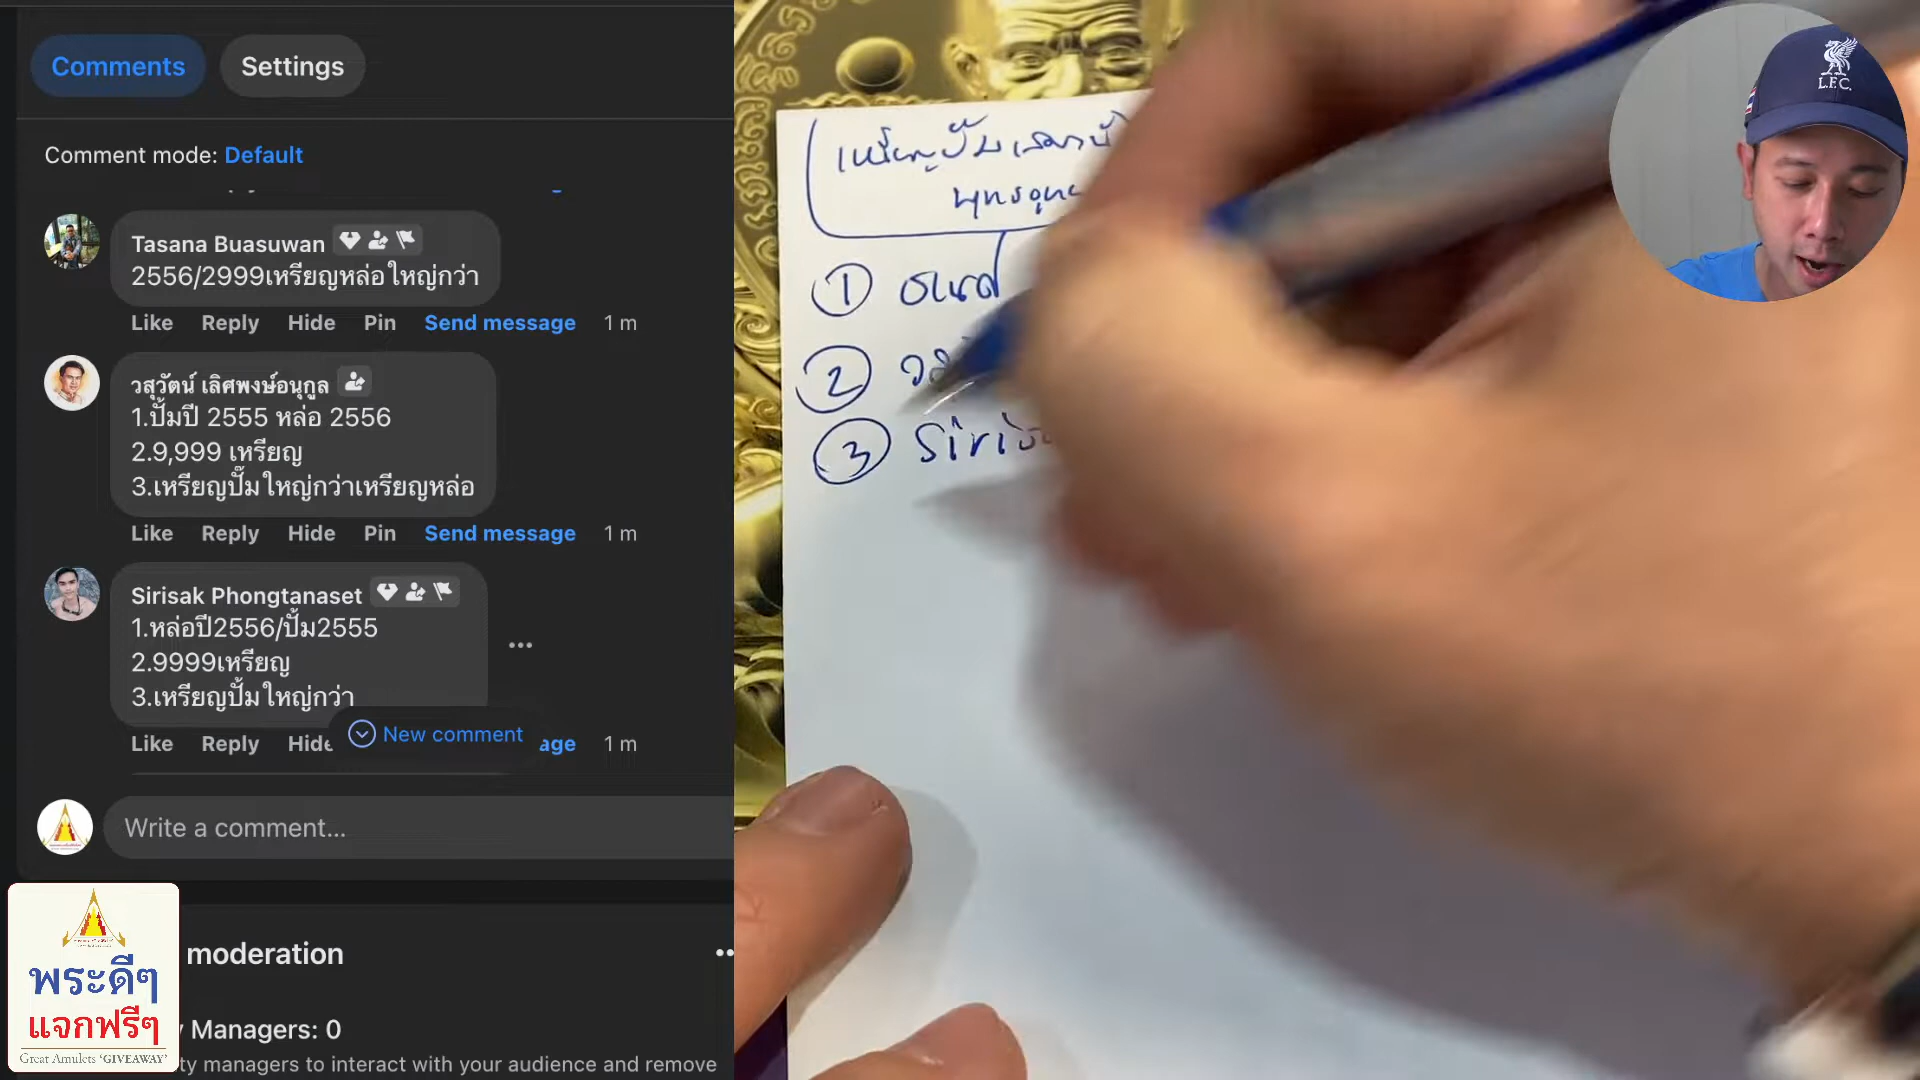 Comments
Settings
Comment mode: Default
Tasana Buasuwan
2556/2999เหรียญหล่อใหญ่กว่า
Like Reply Hide Pin Send message 1 m
วสุวัตน์ เลิศพงษ์อนุกูล
1.ปั้มปี 2555 หล่อ 2556
2.9,999 เหรียญ
3.เหรียญปั๊มใหญ่กว่าเหรียญหล่อ
Like Reply Hide Pin Send message 1 m
Sirisak Phongtanaset
1.หล่อปี2556/ปั้ม2555
2.9999เหรียญ
3.เหรียญปั้มใหญ่กว่า
New comment
Like Reply 1 m
Write a comment...
moderation
Managers: 0
managers to interact with your audience and remove
พระดีๆ
แจกฟรีๆ
Great Amulets 'GIVEAWAY'
L.F.C.
1
2
3